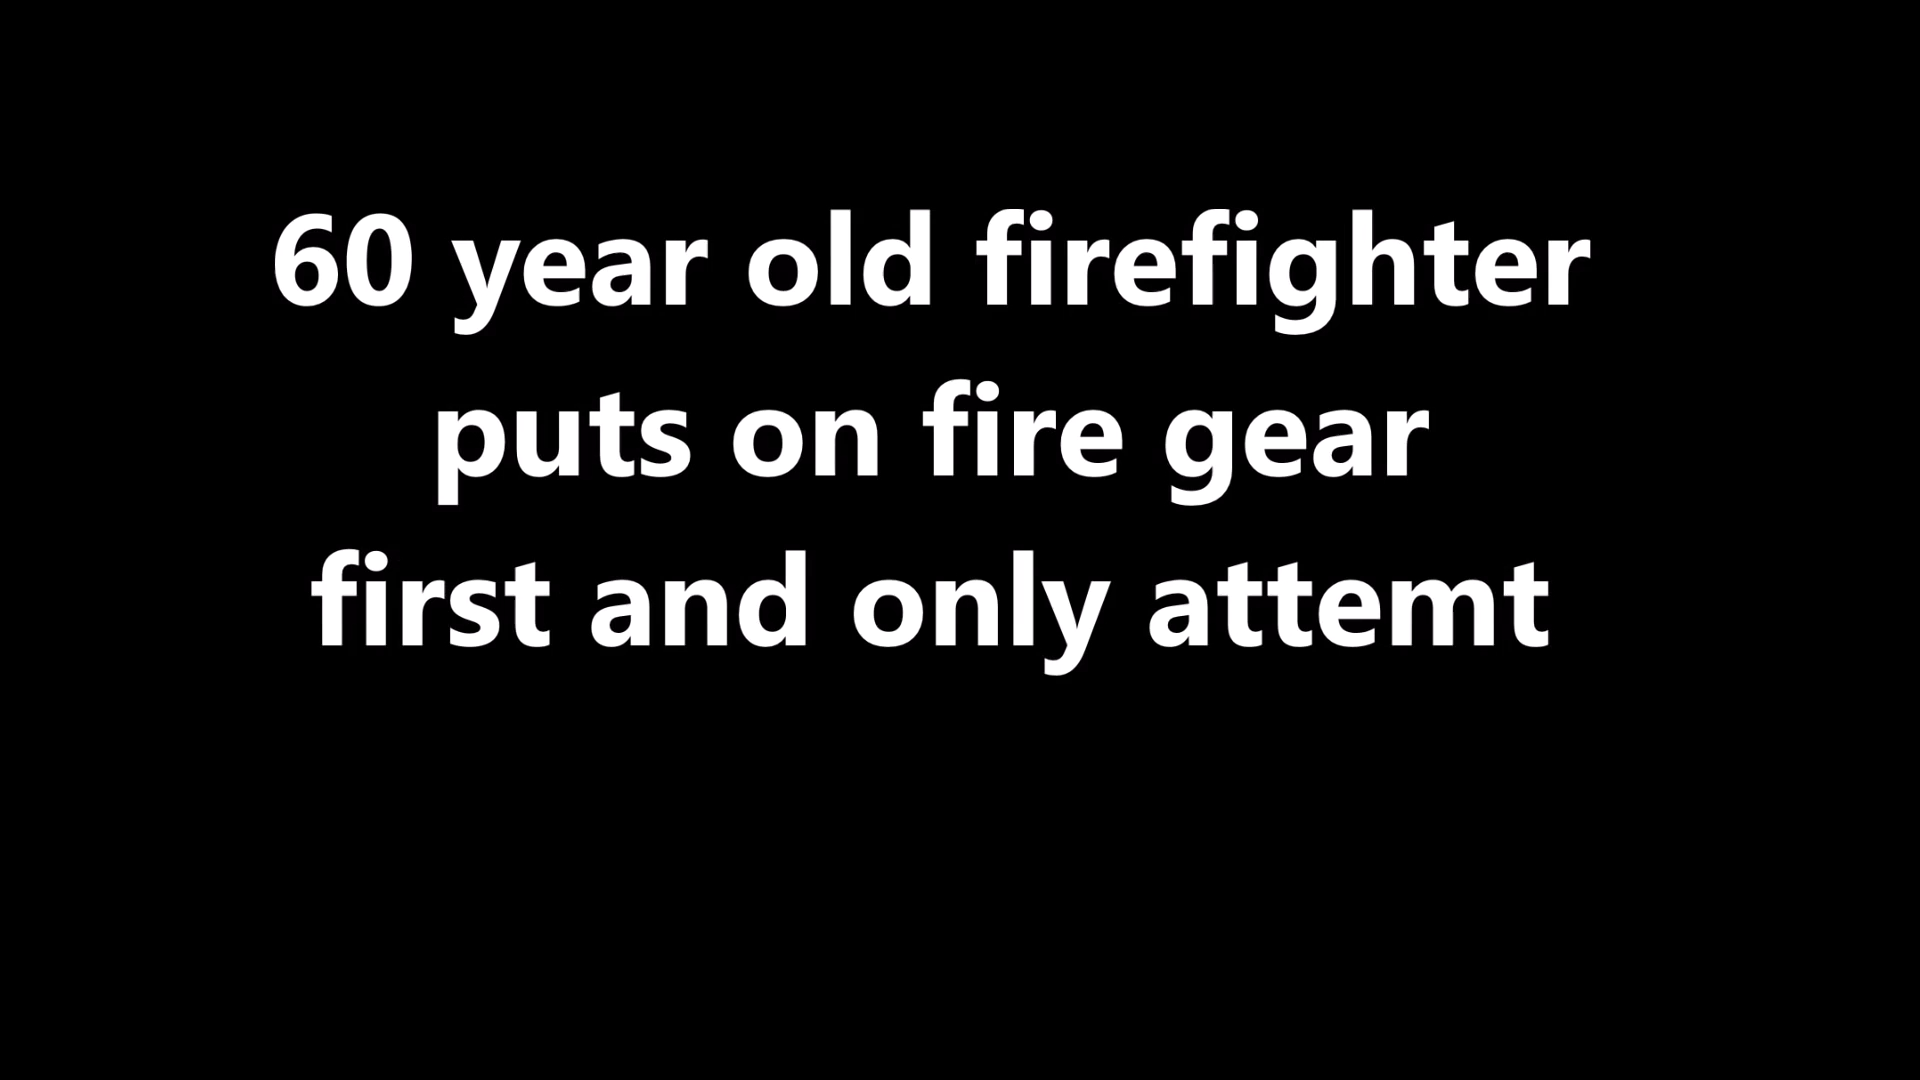 60 year old firefighter
puts on fire gear
first and only attemt